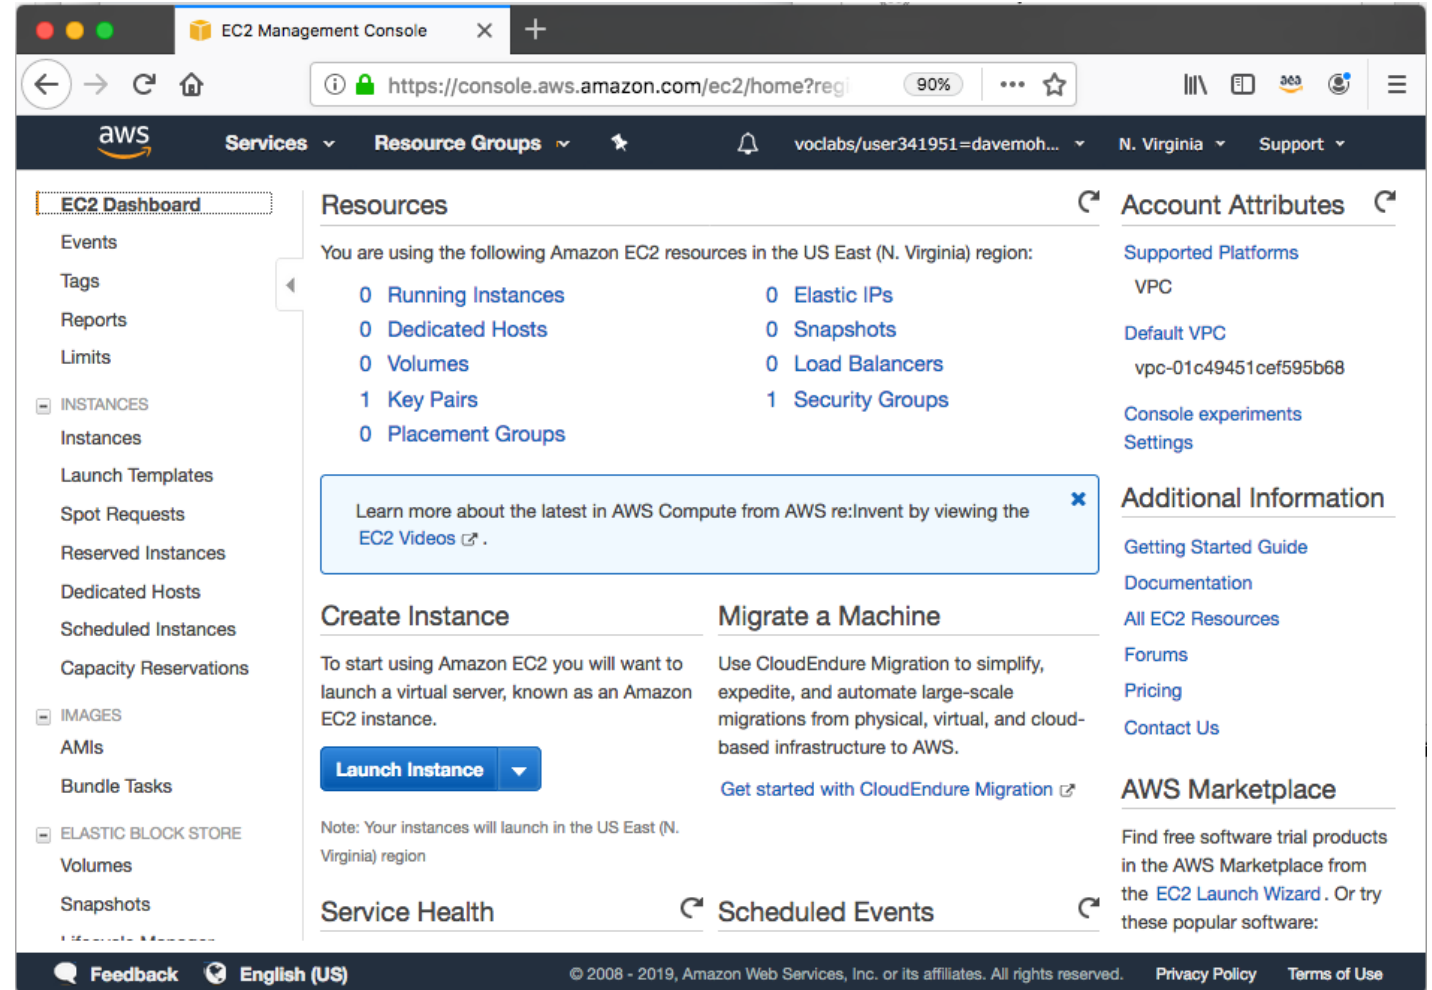 EC2 Management Console
https://console.aws.amazon.com/ec2/home?regi
90%
aws
Services
Resource Groups
voclabs/user341951=davemoh...
N. Virginia
Support
EC2 Dashboard
Events
Tags
Reports
Limits
INSTANCES
Instances
Launch Templates
Spot Requests
Reserved Instances
Dedicated Hosts
Scheduled Instances
Capacity Reservations
IMAGES
AMIs
Bundle Tasks
ELASTIC BLOCK STORE
Volumes
Snapshots
Lifecycle Manager
Resources
You are using the following Amazon EC2 resources in the US East (N. Virginia) region:
0 Running Instances
0 Elastic IPs
0 Dedicated Hosts
0 Snapshots
0 Volumes
0 Load Balancers
1 Key Pairs
1 Security Groups
0 Placement Groups
Learn more about the latest in AWS Compute from AWS re:Invent by viewing the
EC2 Videos .
Create Instance
To start using Amazon EC2 you will want to
launch a virtual server, known as an Amazon
EC2 instance.
Launch Instance
Note: Your instances will launch in the US East (N.
Virginia) region
Migrate a Machine
Use CloudEndure Migration to simplify,
expedite, and automate large-scale
migrations from physical, virtual, and cloud-
based infrastructure to AWS.
Get started with CloudEndure Migration
Service Health
Scheduled Events
Account Attributes
Supported Platforms
VPC
Default VPC
vpc-01c49451cef595b68
Console experiments
Settings
Additional Information
Getting Started Guide
Documentation
All EC2 Resources
Forums
Pricing
Contact Us
AWS Marketplace
Find free software trial products
in the AWS Marketplace from
the EC2 Launch Wizard . Or try
these popular software:
Feedback
English (US)
© 2008 - 2019, Amazon Web Services, Inc. or its affiliates. All rights reserved.
Privacy Policy
Terms of Use